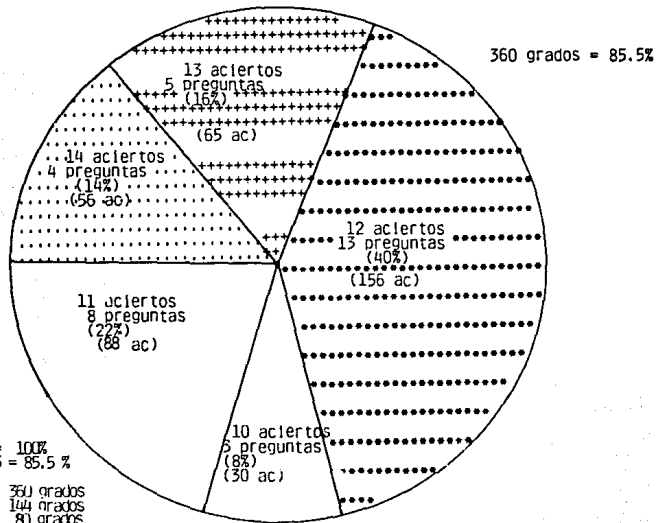 360 grados = 85.5%
13 aciertos
5 preguntas
(16%)
(65 ac)
14 aciertos
4 preguntas
(14%)
(56 ac)
12 aciertos
13 preguntas
(40%)
(156 ac)
11 aciertos
8 preguntas
(22%)
(88 ac)
10 aciertos
3 preguntas
(8%)
(30 ac)
= 100%
= 85.5 %
360 grados
144 grados
80 grados